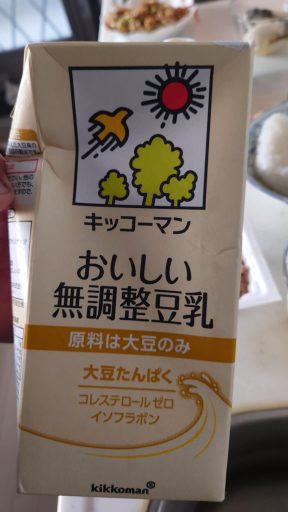 キッコーマン
おいしい
無調整豆乳
原料は大豆のみ
大豆たんぱく
コレステロールゼロ
イソフラボン
kikkoman®